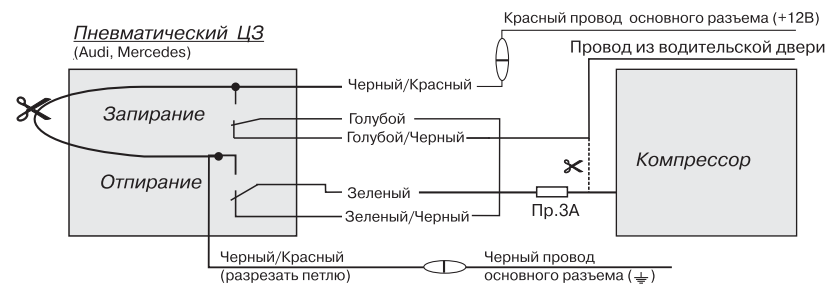 Красный провод основного разъема (+12В)
Пневматический ЦЗ
(Audi, Mercedes)
Провод из водительской двери
Черный/Красный
Запирание
Голубой
Голубой/Черный
Компрессор
Отпирание
Зеленый
Пр.3А
Зеленый/Черный
Черный/Красный
(разрезать петлю)
Черный провод
основного разъема (⏚)